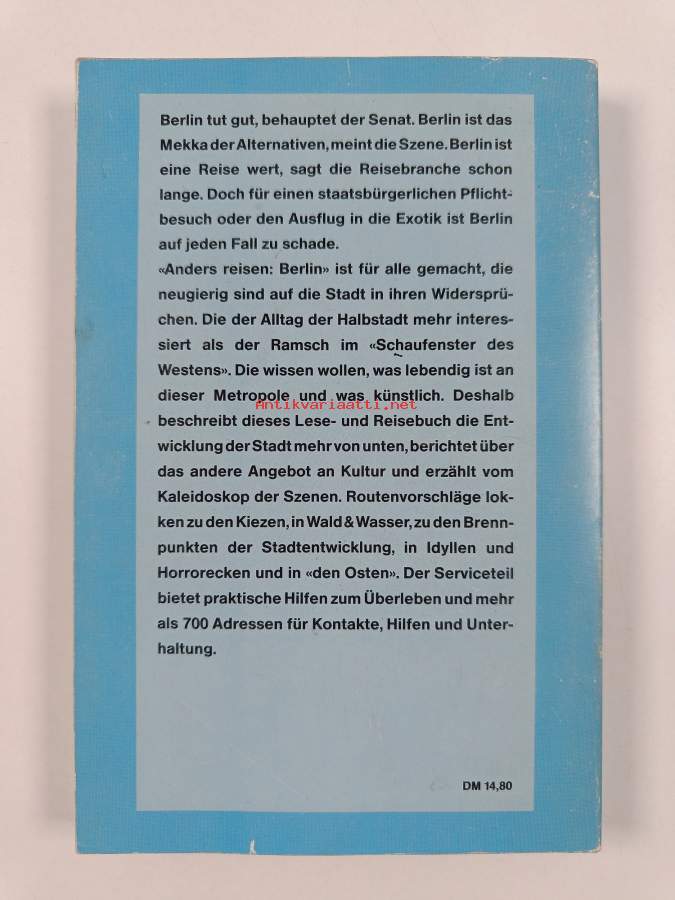 Berlin tut gut, behauptet der Senat. Berlin ist das
Mekka der Alternativen, meint die Szene. Berlin ist
eine Reise wert, sagt die Reisebranche schon
lange. Doch für einen staatsbürgerlichen Pflicht-
besuch oder den Ausflug in die Exotik ist Berlin
auf jeden Fall zu schade.
«Anders reisen: Berlin» ist für alle gemacht, die
neugierig sind auf die Stadt in ihren Widersprü-
chen. Die der Alltag der Halbstadt mehr interes-
siert als der Ramsch im «Schaufenster des
Westens». Die wissen wollen, was lebendig ist an
dieser Metropole und was künstlich. Deshalb
Antikvariaatti.net
beschreibt dieses Lese- und Reisebuch die Ent-
wicklung der Stadt mehr von unten, berichtet über
das andere Angebot an Kultur und erzählt vom
Kaleidoskop der Szenen. Routenvorschläge lok-
ken zu den Kiezen, in Wald & Wasser, zu den Brenn-
punkten der Stadtentwicklung, in Idyllen und
Horrorecken und in «den Osten». Der Serviceteil
bietet praktische Hilfen zum Überleben und mehr
als 700 Adressen für Kontakte, Hilfen und Unter-
haltung.
DM 14,80